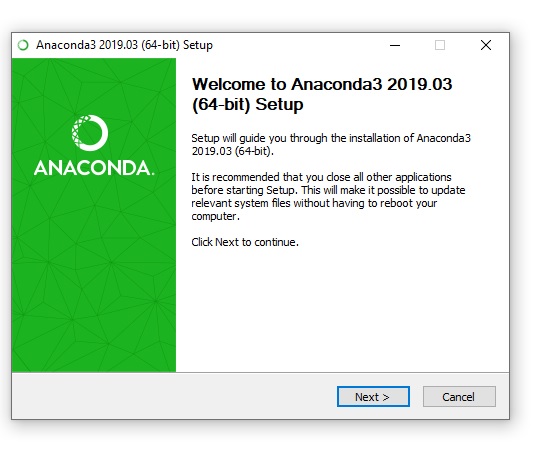 Anaconda3 2019.03 (64-bit) Setup
ANACONDA.
Welcome to Anaconda3 2019.03
(64-bit) Setup
Setup will guide you through the installation of Anaconda3
2019.03 (64-bit).
It is recommended that you close all other applications
before starting Setup. This will make it possible to update
relevant system files without having to reboot your
computer.
Click Next to continue.
Next >
Cancel